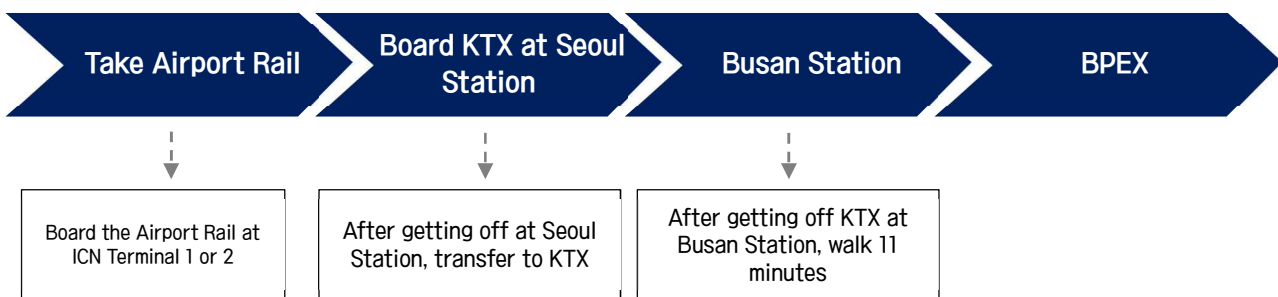 Take Airport Rail
Board KTX at Seoul
Station
Busan Station
BPEX
Board the Airport Rail at
ICN Terminal 1 or 2
After getting off at Seoul
Station, transfer to KTX
After getting off KTX at
Busan Station, walk 11
minutes